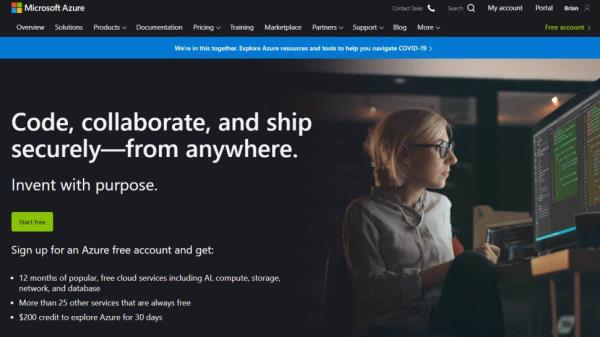 Microsoft Azure
Contact Sales Search My account Portal Brian
Overview Solutions Products Documentation Pricing Training Marketplace Partners Support Blog More Free account
We're in this together. Explore Azure resources and tools to help you navigate COVID-19
Code, collaborate, and ship
securely—from anywhere.
Invent with purpose.
Start free
Sign up for an Azure free account and get:
• 12 months of popular, free cloud services including AI, compute, storage,
network, and database
• More than 25 other services that are always free
• $200 credit to explore Azure for 30 days